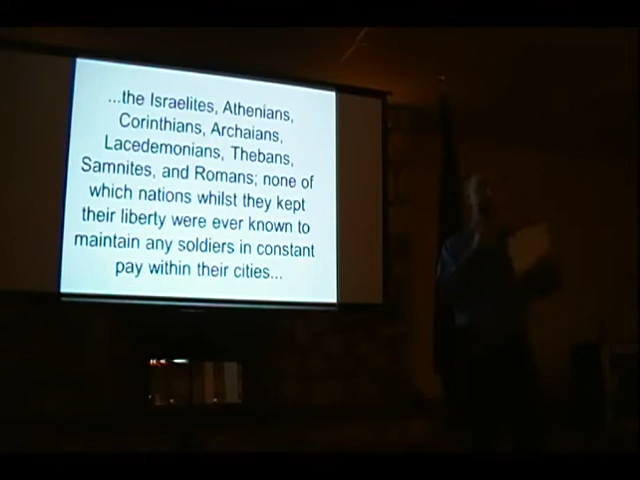 ...the Israelites, Athenians,
Corinthians, Archaians,
Lacedemonians, Thebans,
Samnites, and Romans; none of
which nations whilst they kept
their liberty were ever known to
maintain any soldiers in constant
pay within their cities...